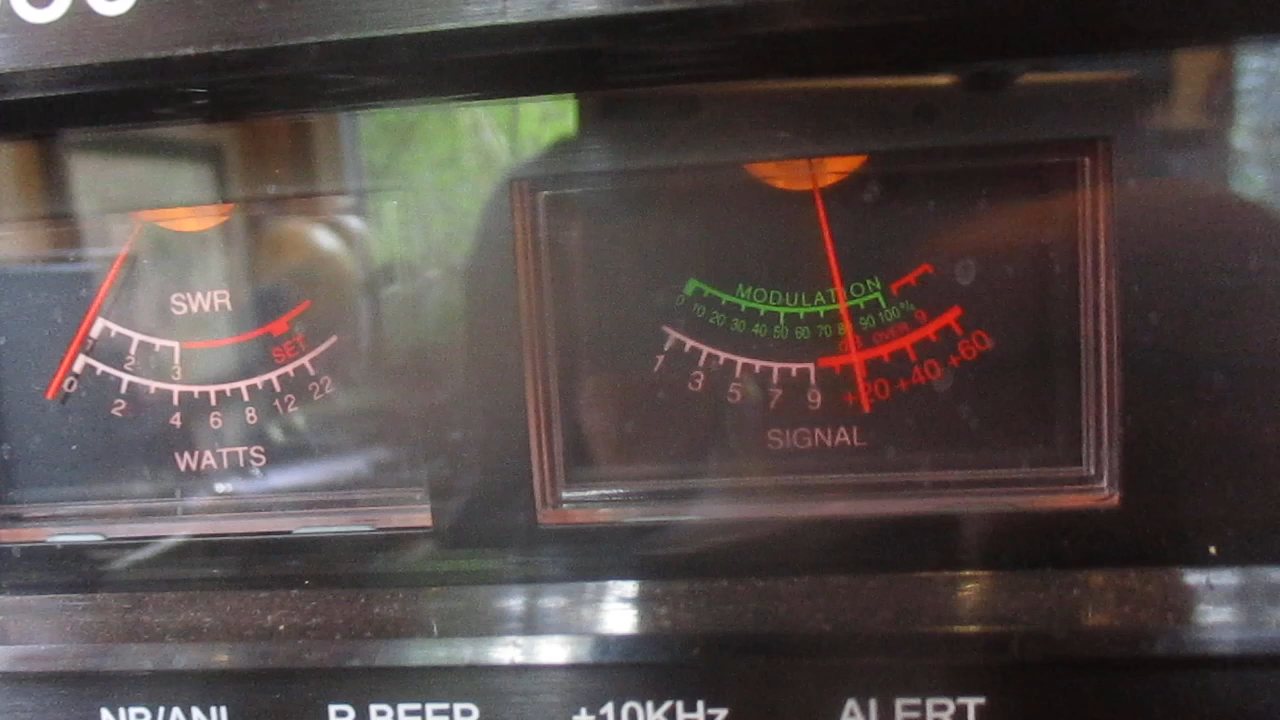 SWR
1 2 3
SET
0 2 4 6 8 12 22
WATTS
MODULATION
0 10 20 30 40 50 60 70 80 90 100%
OVER 9
1 3 5 7 9 +20 +40 +60
SIGNAL
NB/ANL R.BEEP +10KHz ALERT